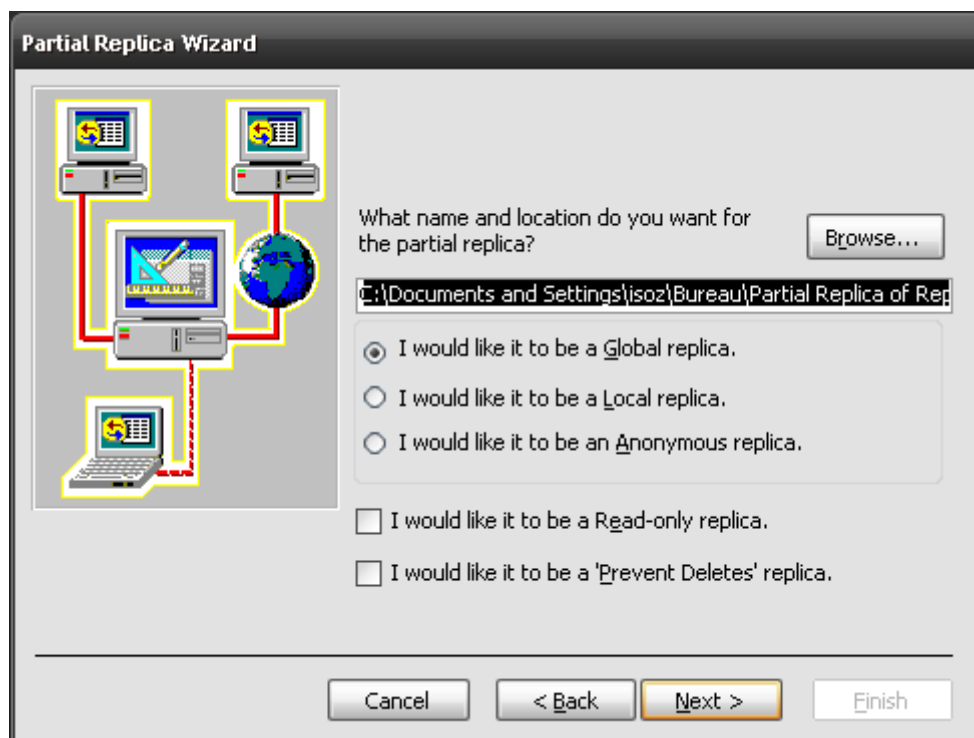 Partial Replica Wizard
What name and location do you want for
the partial replica?
Browse...
C:\Documents and Settings\isoz\Bureau\Partial Replica of Rep
I would like it to be a Global replica.
I would like it to be a Local replica.
I would like it to be an Anonymous replica.
I would like it to be a Read-only replica.
I would like it to be a 'Prevent Deletes' replica.
Cancel
< Back
Next >
Finish